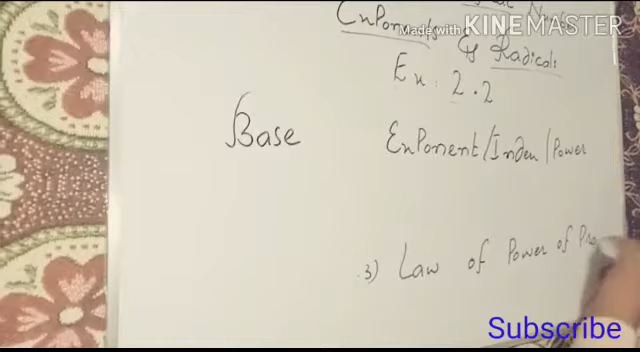 Made with KINEMASTER
Exponents & Radicals
Ex. 2.2
Base
Exponent/Index/Power
3) Law of Power of
Subscribe